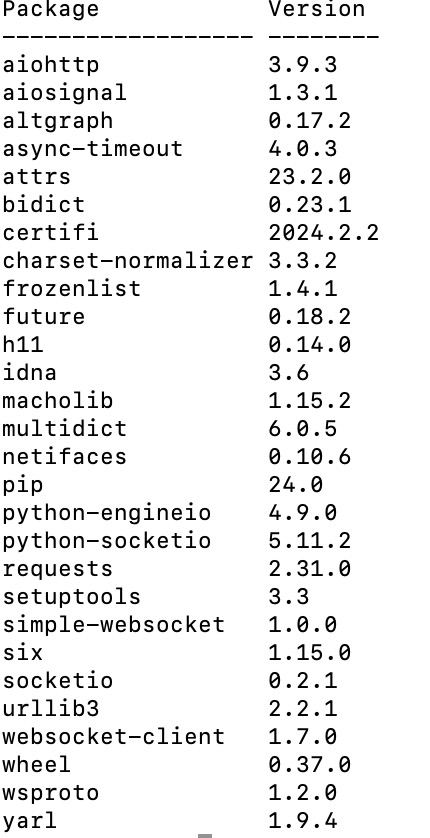 Package Version
------------------ --------
aiohttp 3.9.3
aiosignal 1.3.1
altgraph 0.17.2
async-timeout 4.0.3
attrs 23.2.0
bidict 0.23.1
certifi 2024.2.2
charset-normalizer 3.3.2
frozenlist 1.4.1
future 0.18.2
h11 0.14.0
idna 3.6
macholib 1.15.2
multidict 6.0.5
netifaces 0.10.6
pip 24.0
python-engineio 4.9.0
python-socketio 5.11.2
requests 2.31.0
setuptools 3.3
simple-websocket 1.0.0
six 1.15.0
socketio 0.2.1
urllib3 2.2.1
websocket-client 1.7.0
wheel 0.37.0
wsproto 1.2.0
yarl 1.9.4